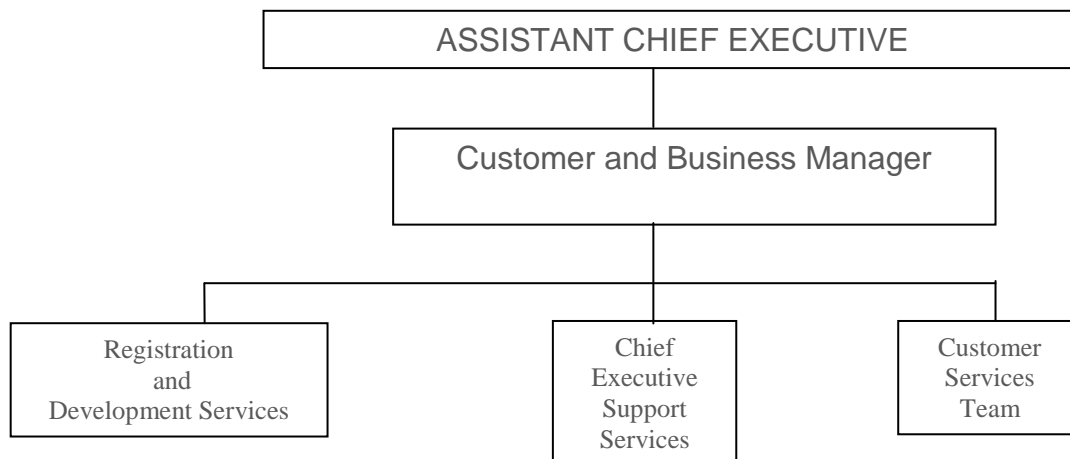 ASSISTANT CHIEF EXECUTIVE
Customer and Business Manager
Registration
and
Development Services
Chief
Executive
Support
Services
Customer
Services
Team